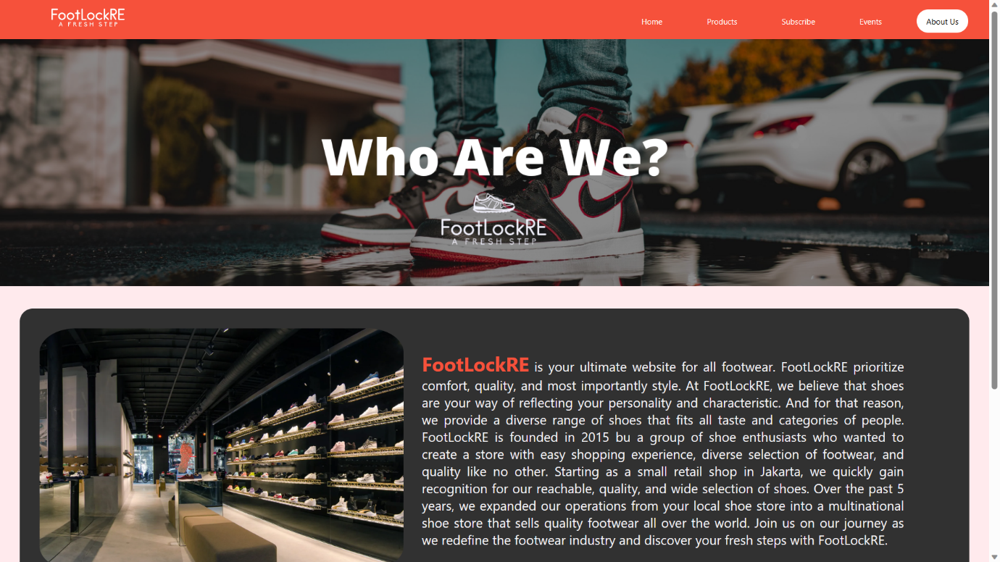 FootLockRE
A FRESH STEP
Home
Products
Subscribe
Events
About Us
Who Are We?
FootLockRE
A FRESH STEP
FootLockRE is your ultimate website for all footwear. FootLockRE prioritize
comfort, quality, and most importantly style. At FootLockRE, we believe that shoes
are your way of reflecting your personality and characteristic. And for that reason,
we provide a diverse range of shoes that fits all taste and categories of people.
FootLockRE is founded in 2015 bu a group of shoe enthusiasts who wanted to
create a store with easy shopping experience, diverse selection of footwear, and
quality like no other. Starting as a small retail shop in Jakarta, we quickly gain
recognition for our reachable, quality, and wide selection of shoes. Over the past 5
years, we expanded our operations from your local shoe store into a multinational
shoe store that sells quality footwear all over the world. Join us on our journey as
we redefine the footwear industry and discover your fresh steps with FootLockRE.